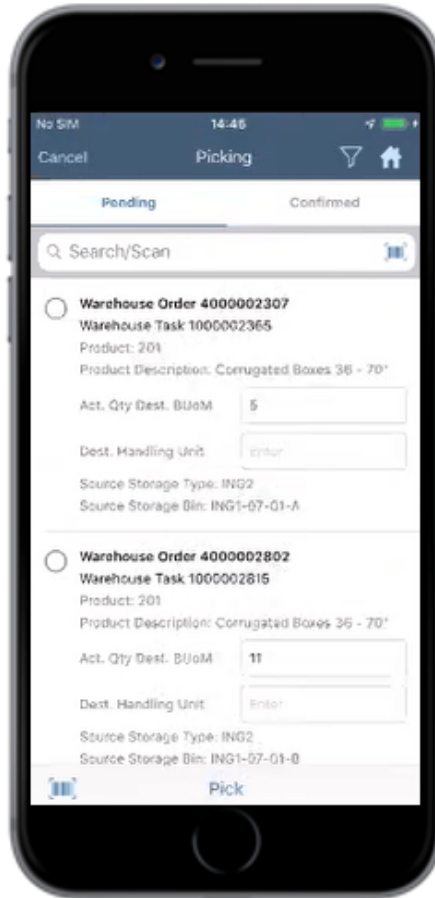 No SIM 14:46
Cancel Picking
Pending Confirmed
Search/Scan
Warehouse Order 4000002307
Warehouse Task 1000002365
Product: 201
Product Description: Corrugated Boxes 36 - 70"
Act. Qty Dest. BUoM 5
Dest. Handling Unit Enter
Source Storage Type: ING2
Source Storage Bin: ING1-07-01-A
Warehouse Order 4000002802
Warehouse Task 1000002815
Product: 201
Product Description: Corrugated Boxes 36 - 70"
Act. Qty Dest. BUoM 11
Dest. Handling Unit Enter
Source Storage Type: ING2
Source Storage Bin: ING1-07-01-B
Pick